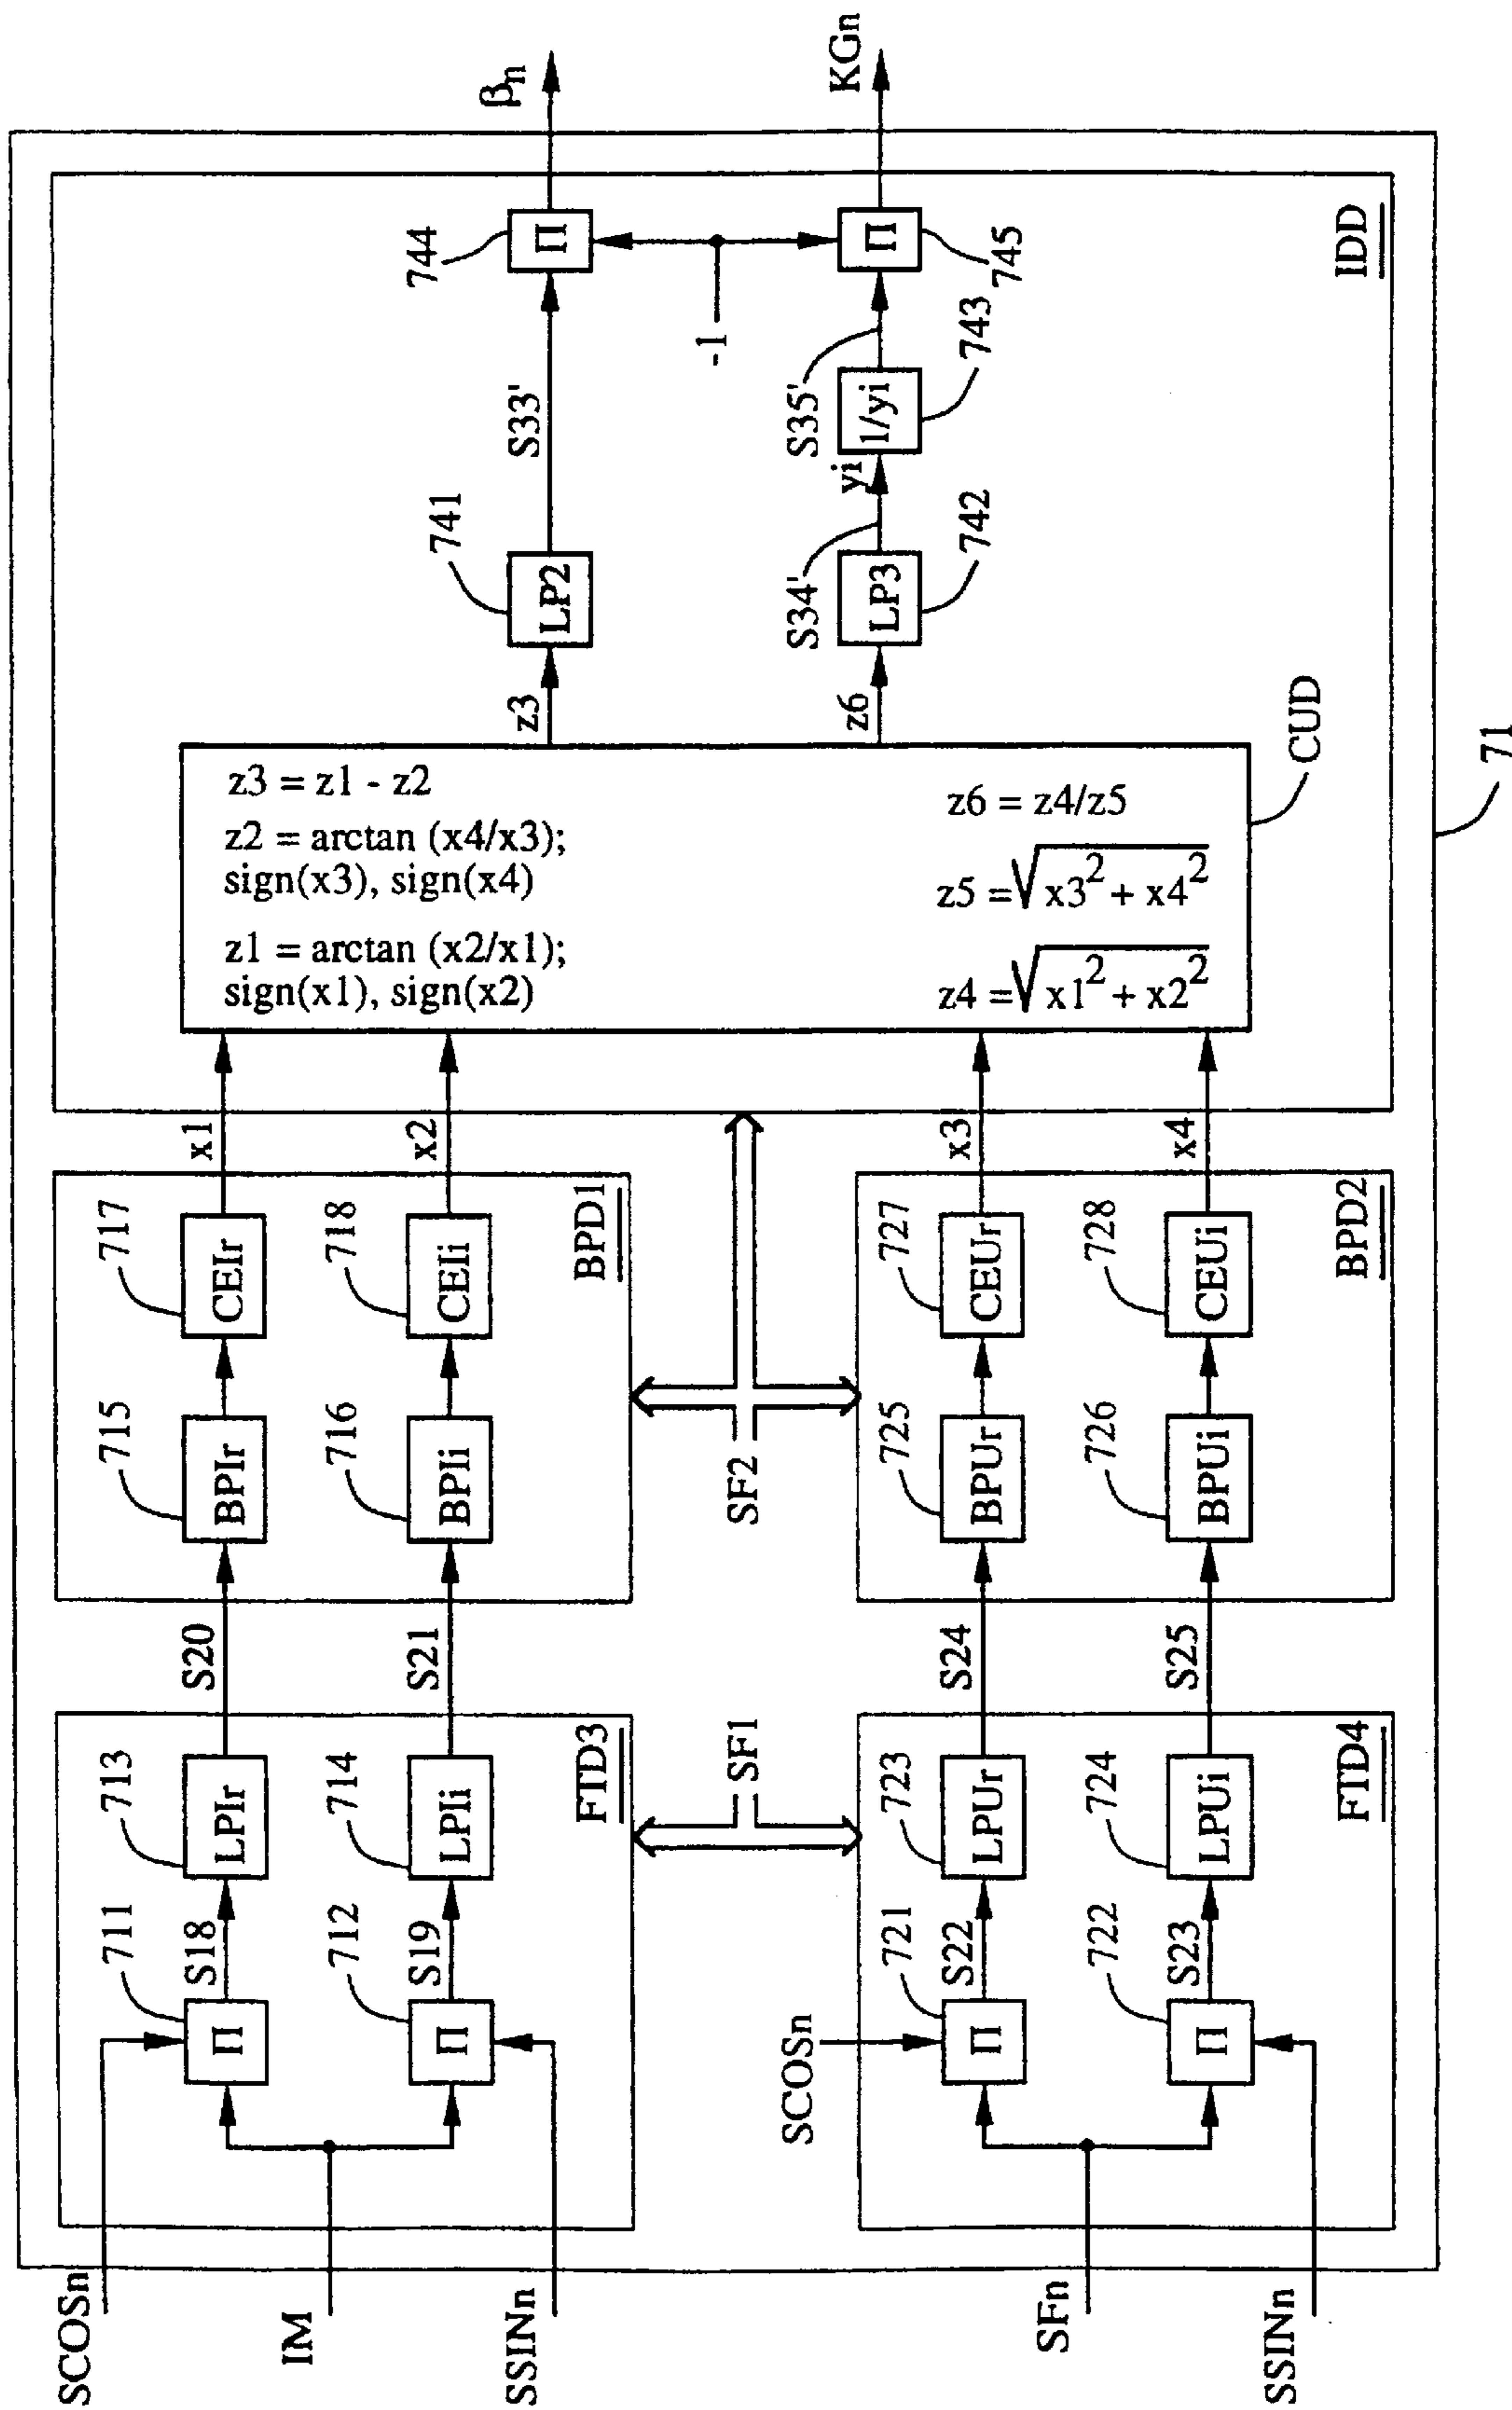 SCOSn
IM
SSINn
SCOSn
SFn
SSINn
711
Π
S18
713
LPIr
712
Π
S19
714
LPIi
FTD3
S20
S21
SF1
721
Π
S22
723
LPUr
722
Π
S23
724
LPUi
FTD4
S24
S25
715
BPIr
717
CEIr
716
BPIi
718
CEIi
BPD1
x1
x2
SF2
725
BPUr
727
CEUr
726
BPUi
728
CEUi
BPD2
x3
x4
z3 = z1 - z2
z2 = arctan (x4/x3);
sign(x3), sign(x4)
z1 = arctan (x2/x1);
sign(x1), sign(x2)
z6 = z4/z5
z5 =√x3² + x4²
z4 =√x1² + x2²
CUD
z3
741
LP2
S33'
744
Π
βn
z6
742
LP3
S34'
yi
1/yi
743
S35'
-1
Π
745
KGn
IDD
71